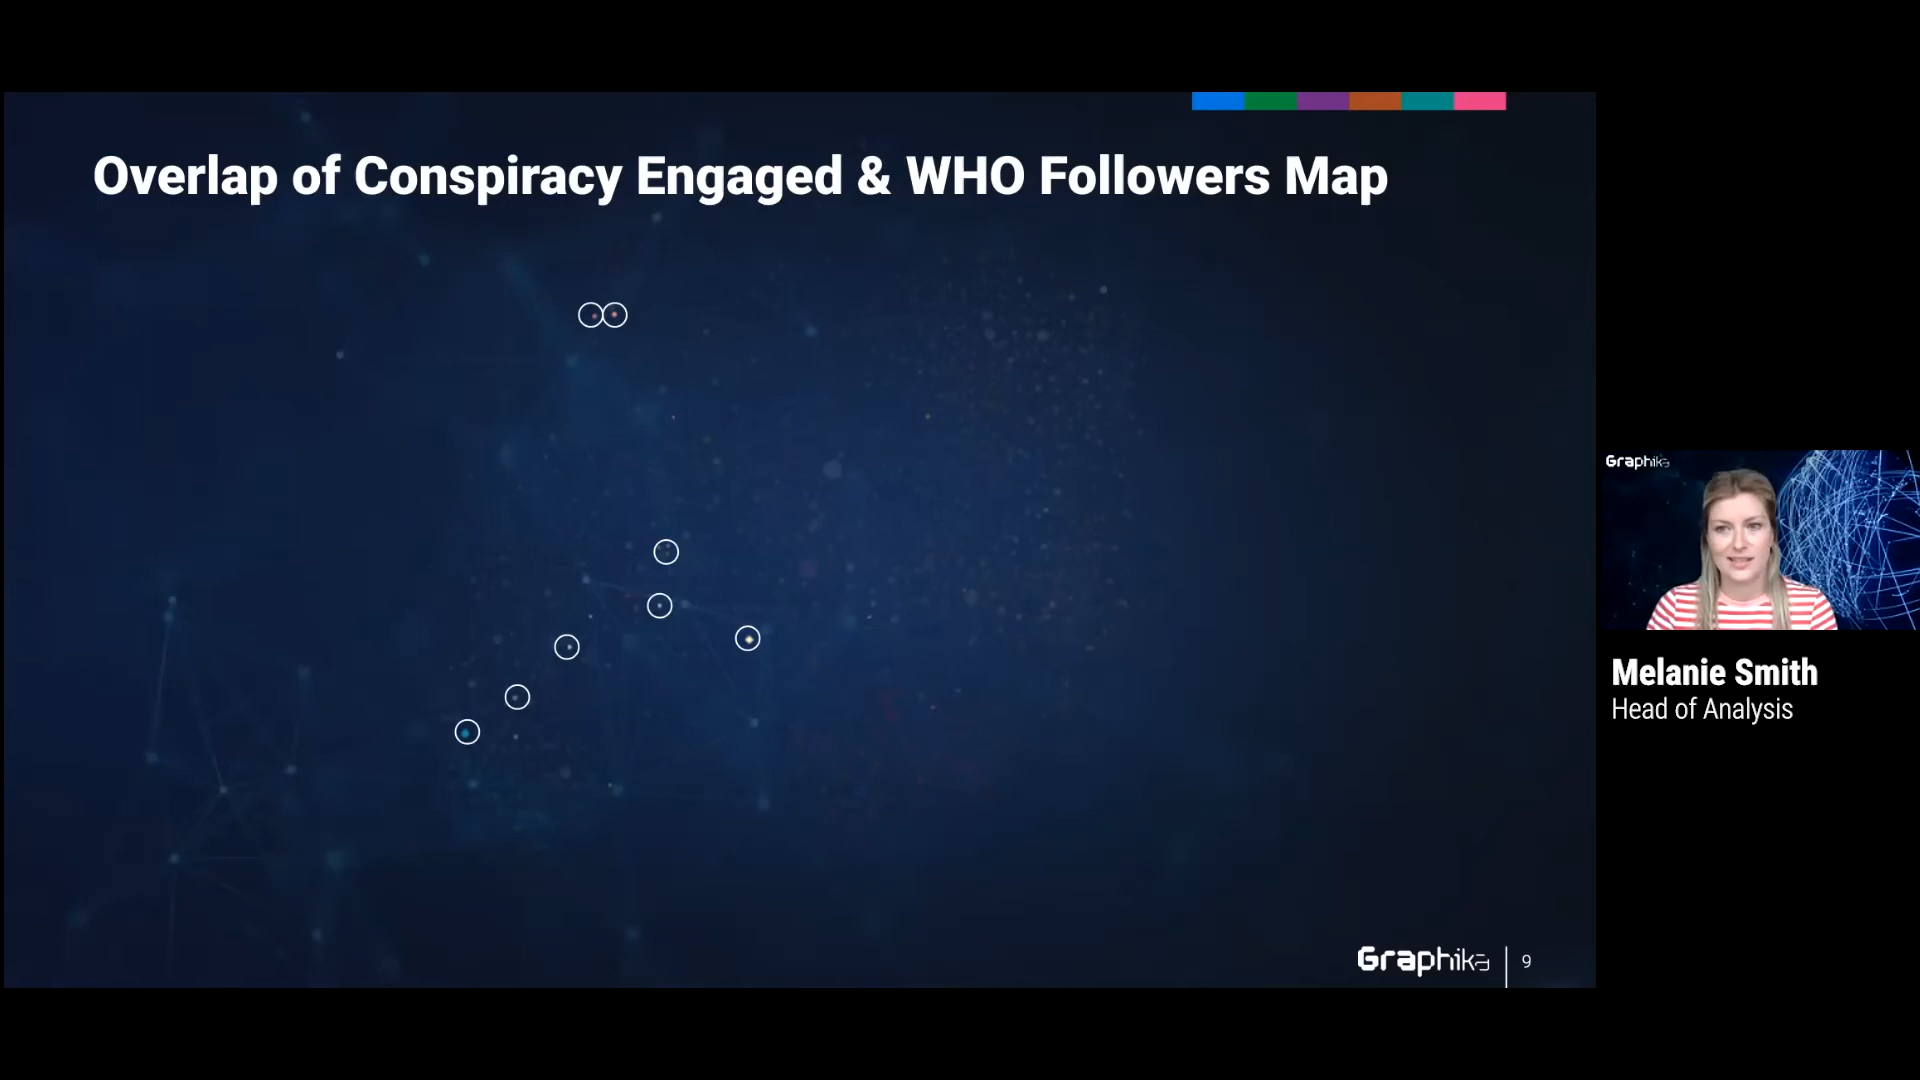 Overlap of Conspiracy Engaged & WHO Followers Map
Graphika
Melanie Smith
Head of Analysis
Graphika
9